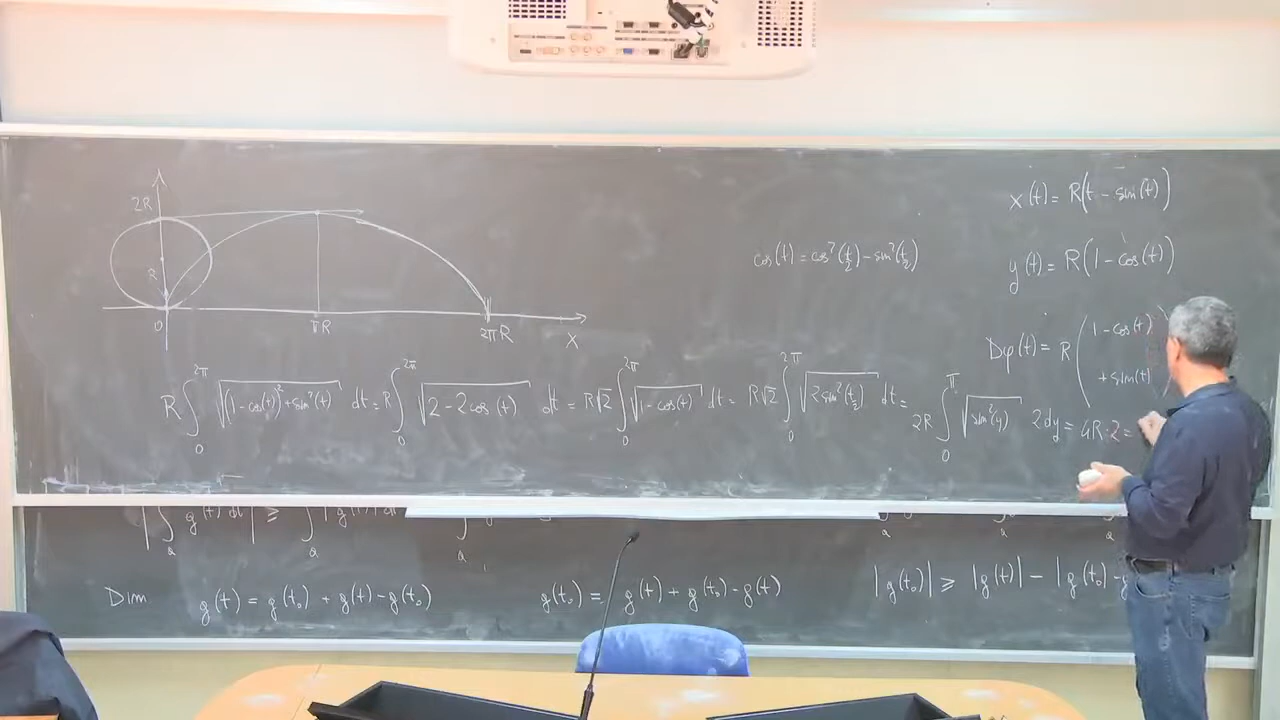 x(t) = R(t - sin(t))
2R
cos(t) = cos²(t/2) - sin²(t/2)
y(t) = R(1 - cos(t))
R
0
πR
2πR
X
Dφ(t) = R ( 1 - cos(t)
+ sin(t) )
R ∫₀^{2π} √((1 - cos(t))² + sin²(t)) dt = R ∫₀^{2π} √(2 - 2cos(t)) dt = R√2 ∫₀^{2π} √(1 - cos(t)) dt = R√2 ∫₀^{2π} √(2sin²(t/2)) dt = 2R ∫₀^{π} √(sin²(y)) 2dy = 4R·2 =
|∫ₐ g(t) dt| ≥ ∫ₐ
Dim g(t) = g(t₀) + g(t) - g(t₀) g(t₀) = g(t) + g(t₀) - g(t) |g(t₀)| ≥ |g(t)| - |g(t₀) - g